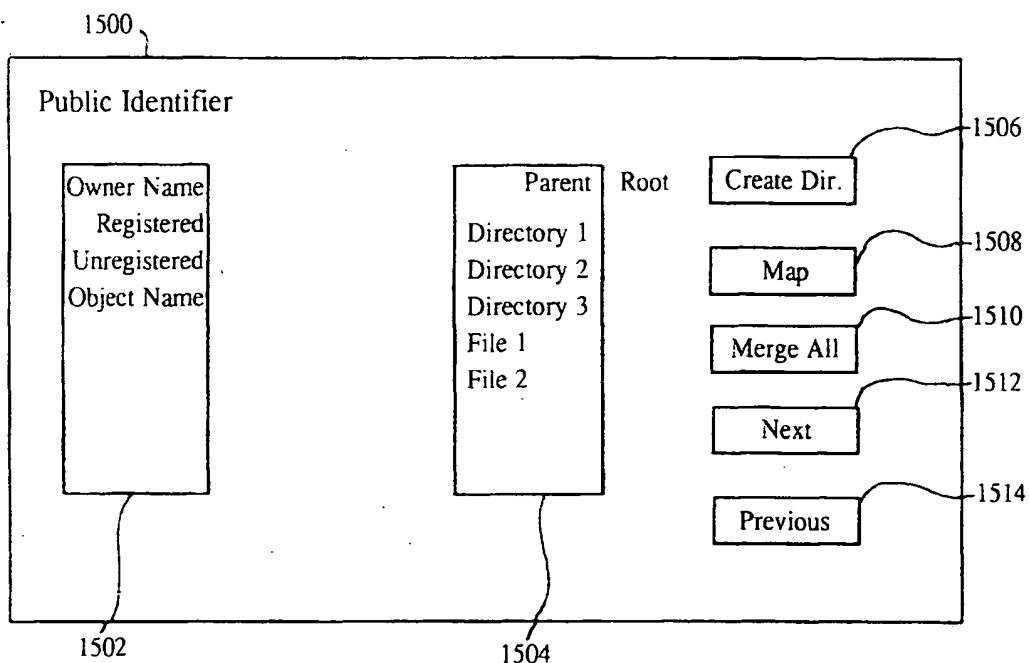 1500
Public Identifier
Owner Name
Registered
Unregistered
Object Name
Parent Root
Directory 1
Directory 2
Directory 3
File 1
File 2
Create Dir.
Map
Merge All
Next
Previous
1506
1508
1510
1512
1514
1502
1504